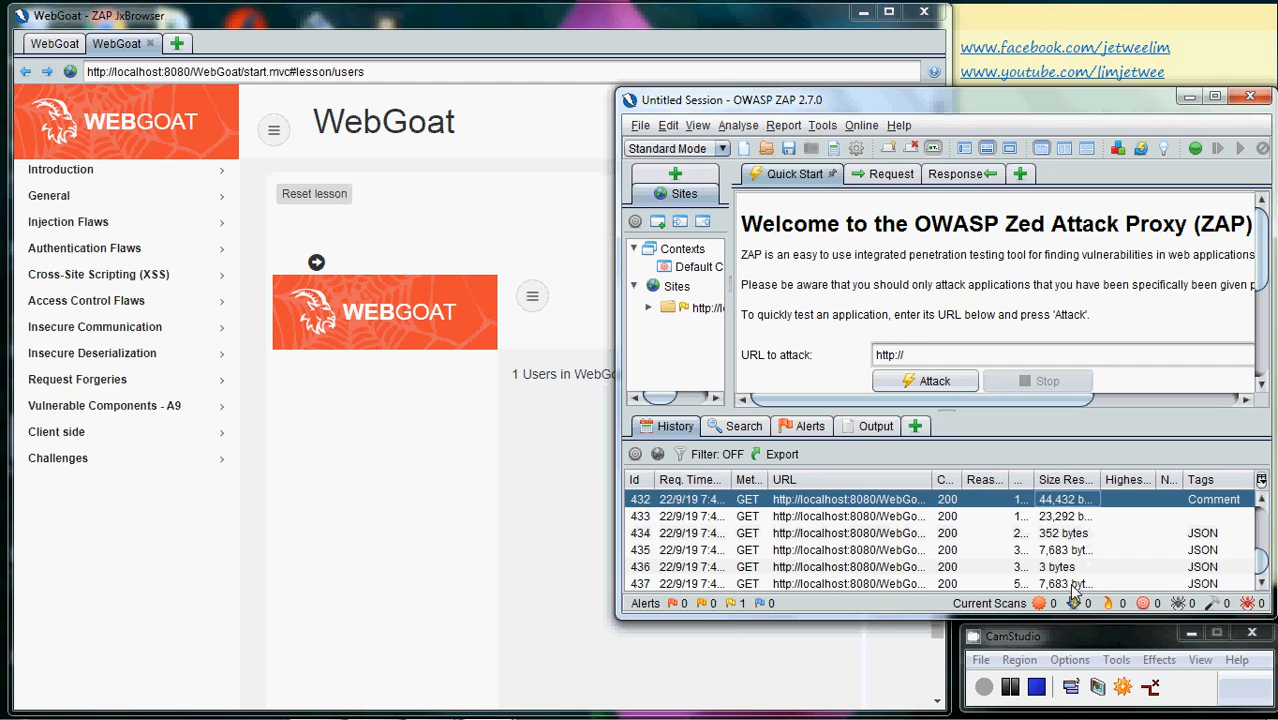 WebGoat - ZAP JxBrowser
WebGoat
WebGoat
http://localhost:8080/WebGoat/start.mvc#lesson/users
WEBGOAT
Introduction
General
Injection Flaws
Authentication Flaws
Cross-Site Scripting (XSS)
Access Control Flaws
Insecure Communication
Insecure Deserialization
Request Forgeries
Vulnerable Components - A9
Client side
Challenges
WebGoat
Reset lesson
WEBGOAT
1 Users in WebGo
www.facebook.com/jetweelim
www.youtube.com/limjetwee
Untitled Session - OWASP ZAP 2.7.0
File Edit View Analyse Report Tools Online Help
Standard Mode
Quick Start Request Response
Sites
Contexts
Default C
Sites
http://l
Welcome to the OWASP Zed Attack Proxy (ZAP)
ZAP is an easy to use integrated penetration testing tool for finding vulnerabilities in web applications
Please be aware that you should only attack applications that you have been specifically been given p
To quickly test an application, enter its URL below and press 'Attack'.
URL to attack: http://
Attack Stop
History Search Alerts Output
Filter: OFF Export
Id Req. Time... Met... URL C... Reas... ... Size Res... Highes... N... Tags
432 22/9/19 7:4... GET http://localhost:8080/WebGo... 200 1... 44,432 b... Comment
433 22/9/19 7:4... GET http://localhost:8080/WebGo... 200 1... 23,292 b...
434 22/9/19 7:4... GET http://localhost:8080/WebGo... 200 2... 352 bytes JSON
435 22/9/19 7:4... GET http://localhost:8080/WebGo... 200 3... 7,683 byt... JSON
436 22/9/19 7:4... GET http://localhost:8080/WebGo... 200 3... 3 bytes JSON
437 22/9/19 7:4... GET http://localhost:8080/WebGo... 200 5... 7,683 byt... JSON
Alerts 0 0 1 0 Current Scans 0 0 0 0 0 0 0
CamStudio
File Region Options Tools Effects View Help